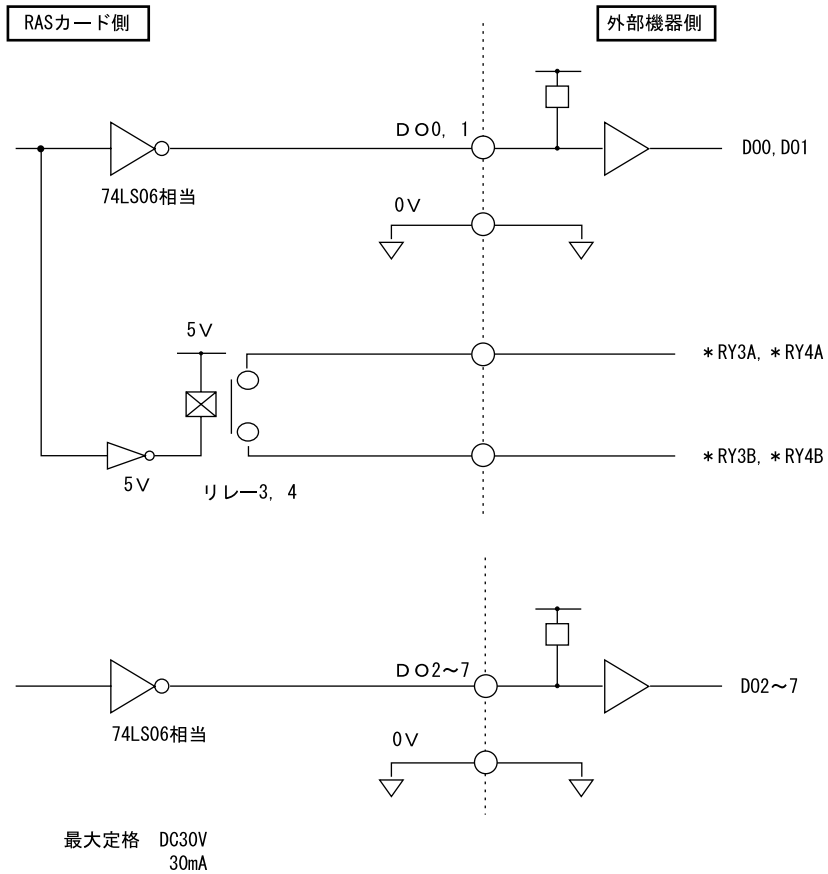 RASカード側
外部機器側
DO0, 1
DO0, DO1
74LS06相当
0V
5V
*RY3A, *RY4A
*RY3B, *RY4B
5V
リレー3, 4
DO2～7
DO2～7
74LS06相当
0V
最大定格 DC30V
30mA